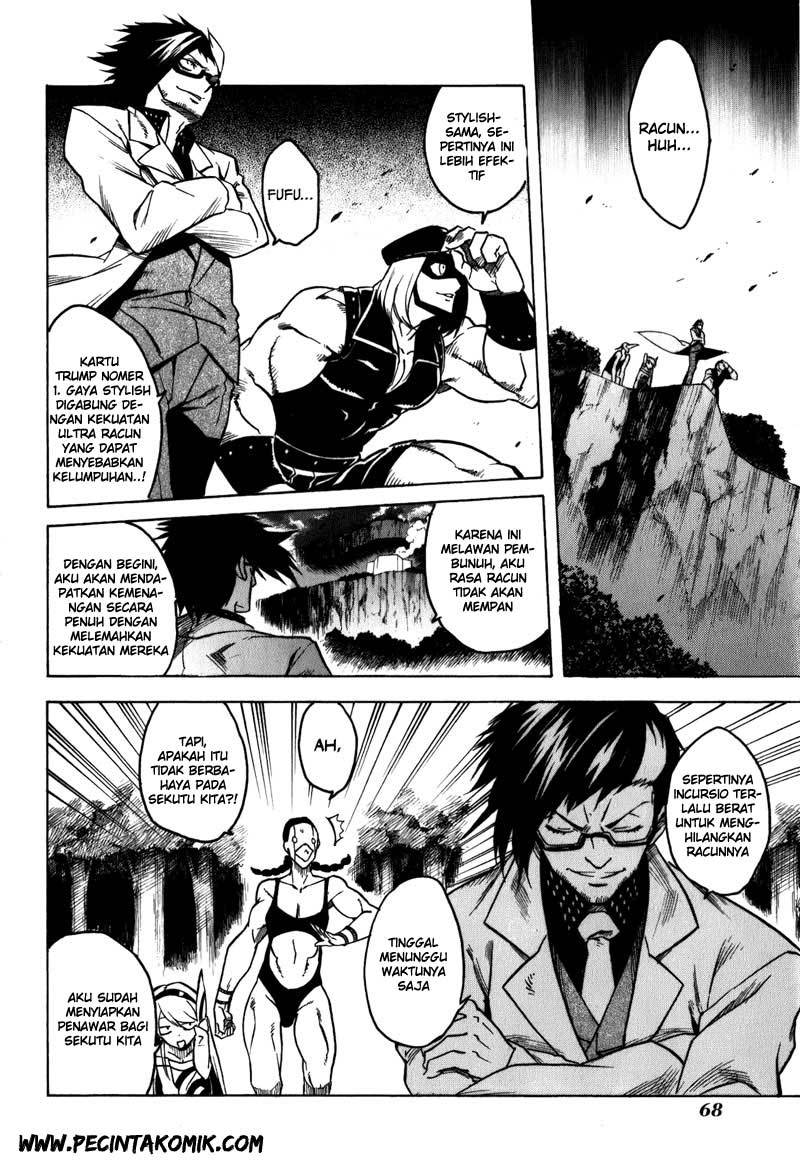 RACUN...
HUH...
STYLISH-
SAMA, SE-
PERTINYA INI
LEBIH EFEK-
TIF
FUFU...
KARTU
TRUMP NOMER
1. GAYA STYLISH
DIGABUNG DE-
NGAN KEKUATAN
ULTRA RACUN
YANG DAPAT
MENYEBABKAN
KELUMPUHAN..!
KARENA INI
MELAWAN PEM-
BUNUH, AKU
RASA RACUN
TIDAK AKAN
MEMPAN
DENGAN BEGINI,
AKU AKAN MENDA-
PATKAN KEMENA-
NGAN SECARA
PENUH DENGAN
MELEMAHKAN
KEKUATAN MEREKA
SEPERTINYA
INCURSIO TER-
LALU BERAT
UNTUK MENG-
HILANGKAN
RACUNNYA
TINGGAL
MENUNGGU
WAKTUNYA
SAJA
AH,
TAPI,
APAKAH ITU
TIDAK BERBA-
HAYA PADA
SEKUTU KITA?!
AKU SUDAH
MENYIAPKAN
PENAWAR BAGI
SEKUTU KITA
?
68
WWW.PECINTAKOMIK.COM